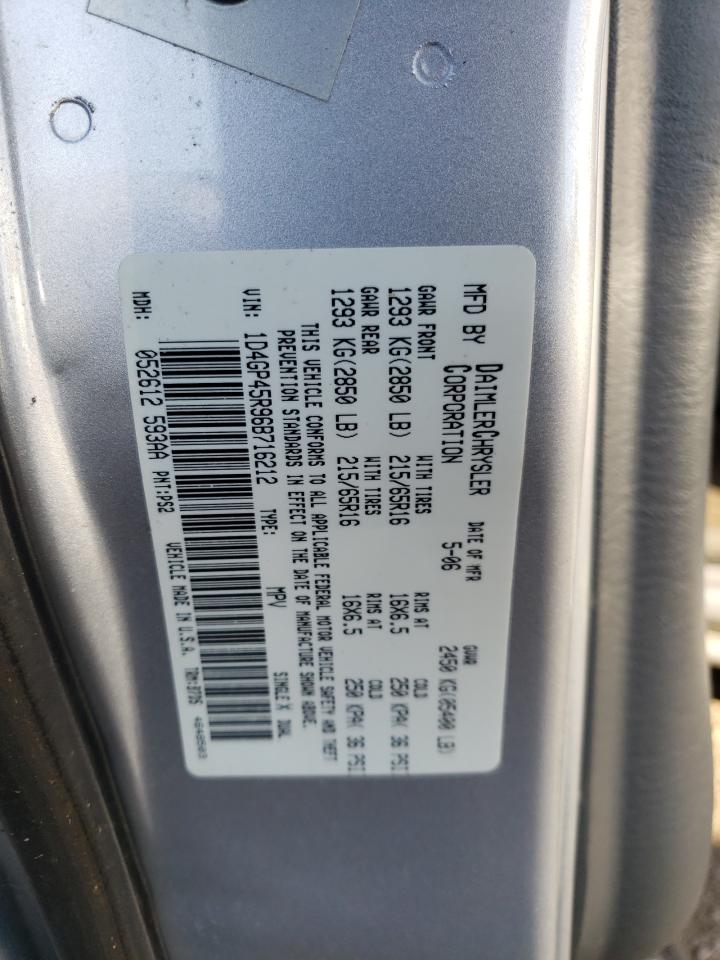 MFD BY DAIMLERCHRYSLER CORPORATION DATE OF MFR 5-06 GVWR 2450 KG(05400 LB)
GAWR FRONT WITH TIRES RIMS AT COLD
1293 KG(2850 LB) 215/65R16 16X6.5 250 KPA( 36 PSI
GAWR REAR WITH TIRES RIMS AT COLD
1293 KG(2850 LB) 215/65R16 16X6.5 250 KPA( 36 PSI
THIS VEHICLE CONFORMS TO ALL APPLICABLE FEDERAL MOTOR VEHICLE SAFETY AND THEFT
PREVENTION STANDARDS IN EFFECT ON THE DATE OF MANUFACTURE SHOWN ABOVE.
VIN: 1D4GP45R96B716212 TYPE: MPV SINGLE X DUAL
MDH: 052612 593AA PNT:PS2 VEHICLE MADE IN U.S.A.